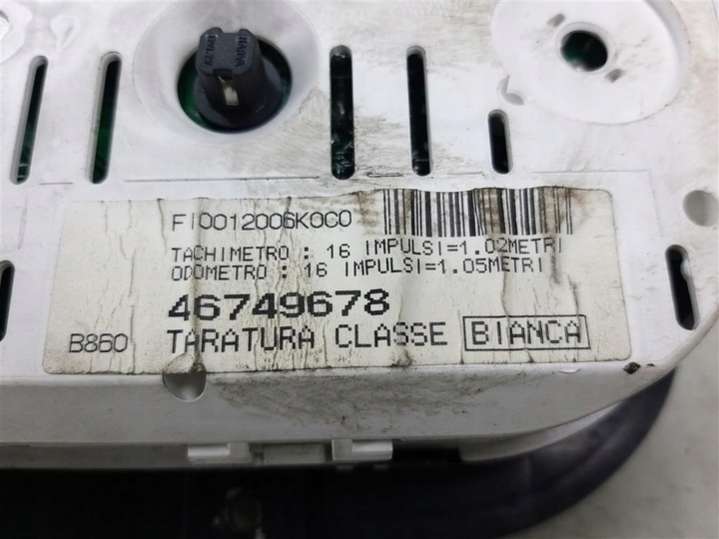 FI0012006K0C0
TACHIMETRO : 16 IMPULSI=1.02METRI
ODOMETRO : 16 IMPULSI=1.05METRI
46749678
B860 TARATURA CLASSE BIANCA